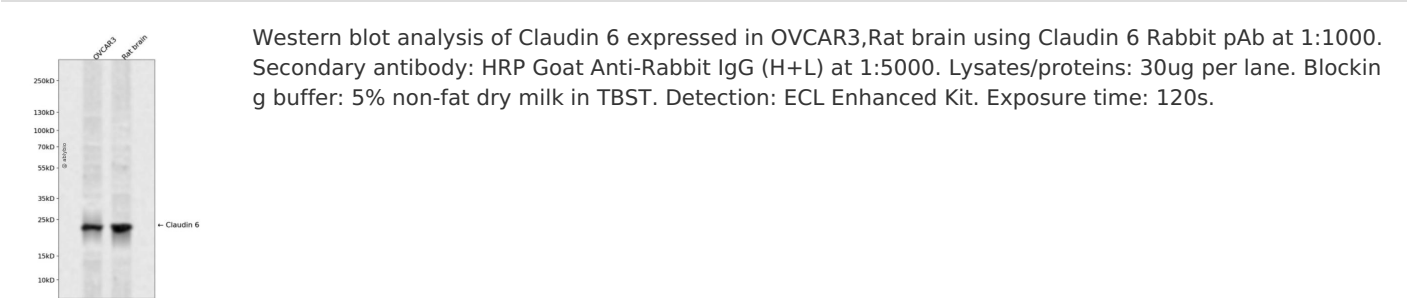 OVCAR3
Rat brain
250kD
130kD
100kD
70kD
55kD
35kD
25kD
15kD
10kD
@ abybio
← Claudin 6
Western blot analysis of Claudin 6 expressed in OVCAR3,Rat brain using Claudin 6 Rabbit pAb at 1:1000.
Secondary antibody: HRP Goat Anti-Rabbit IgG (H+L) at 1:5000. Lysates/proteins: 30ug per lane. Blockin
g buffer: 5% non-fat dry milk in TBST. Detection: ECL Enhanced Kit. Exposure time: 120s.